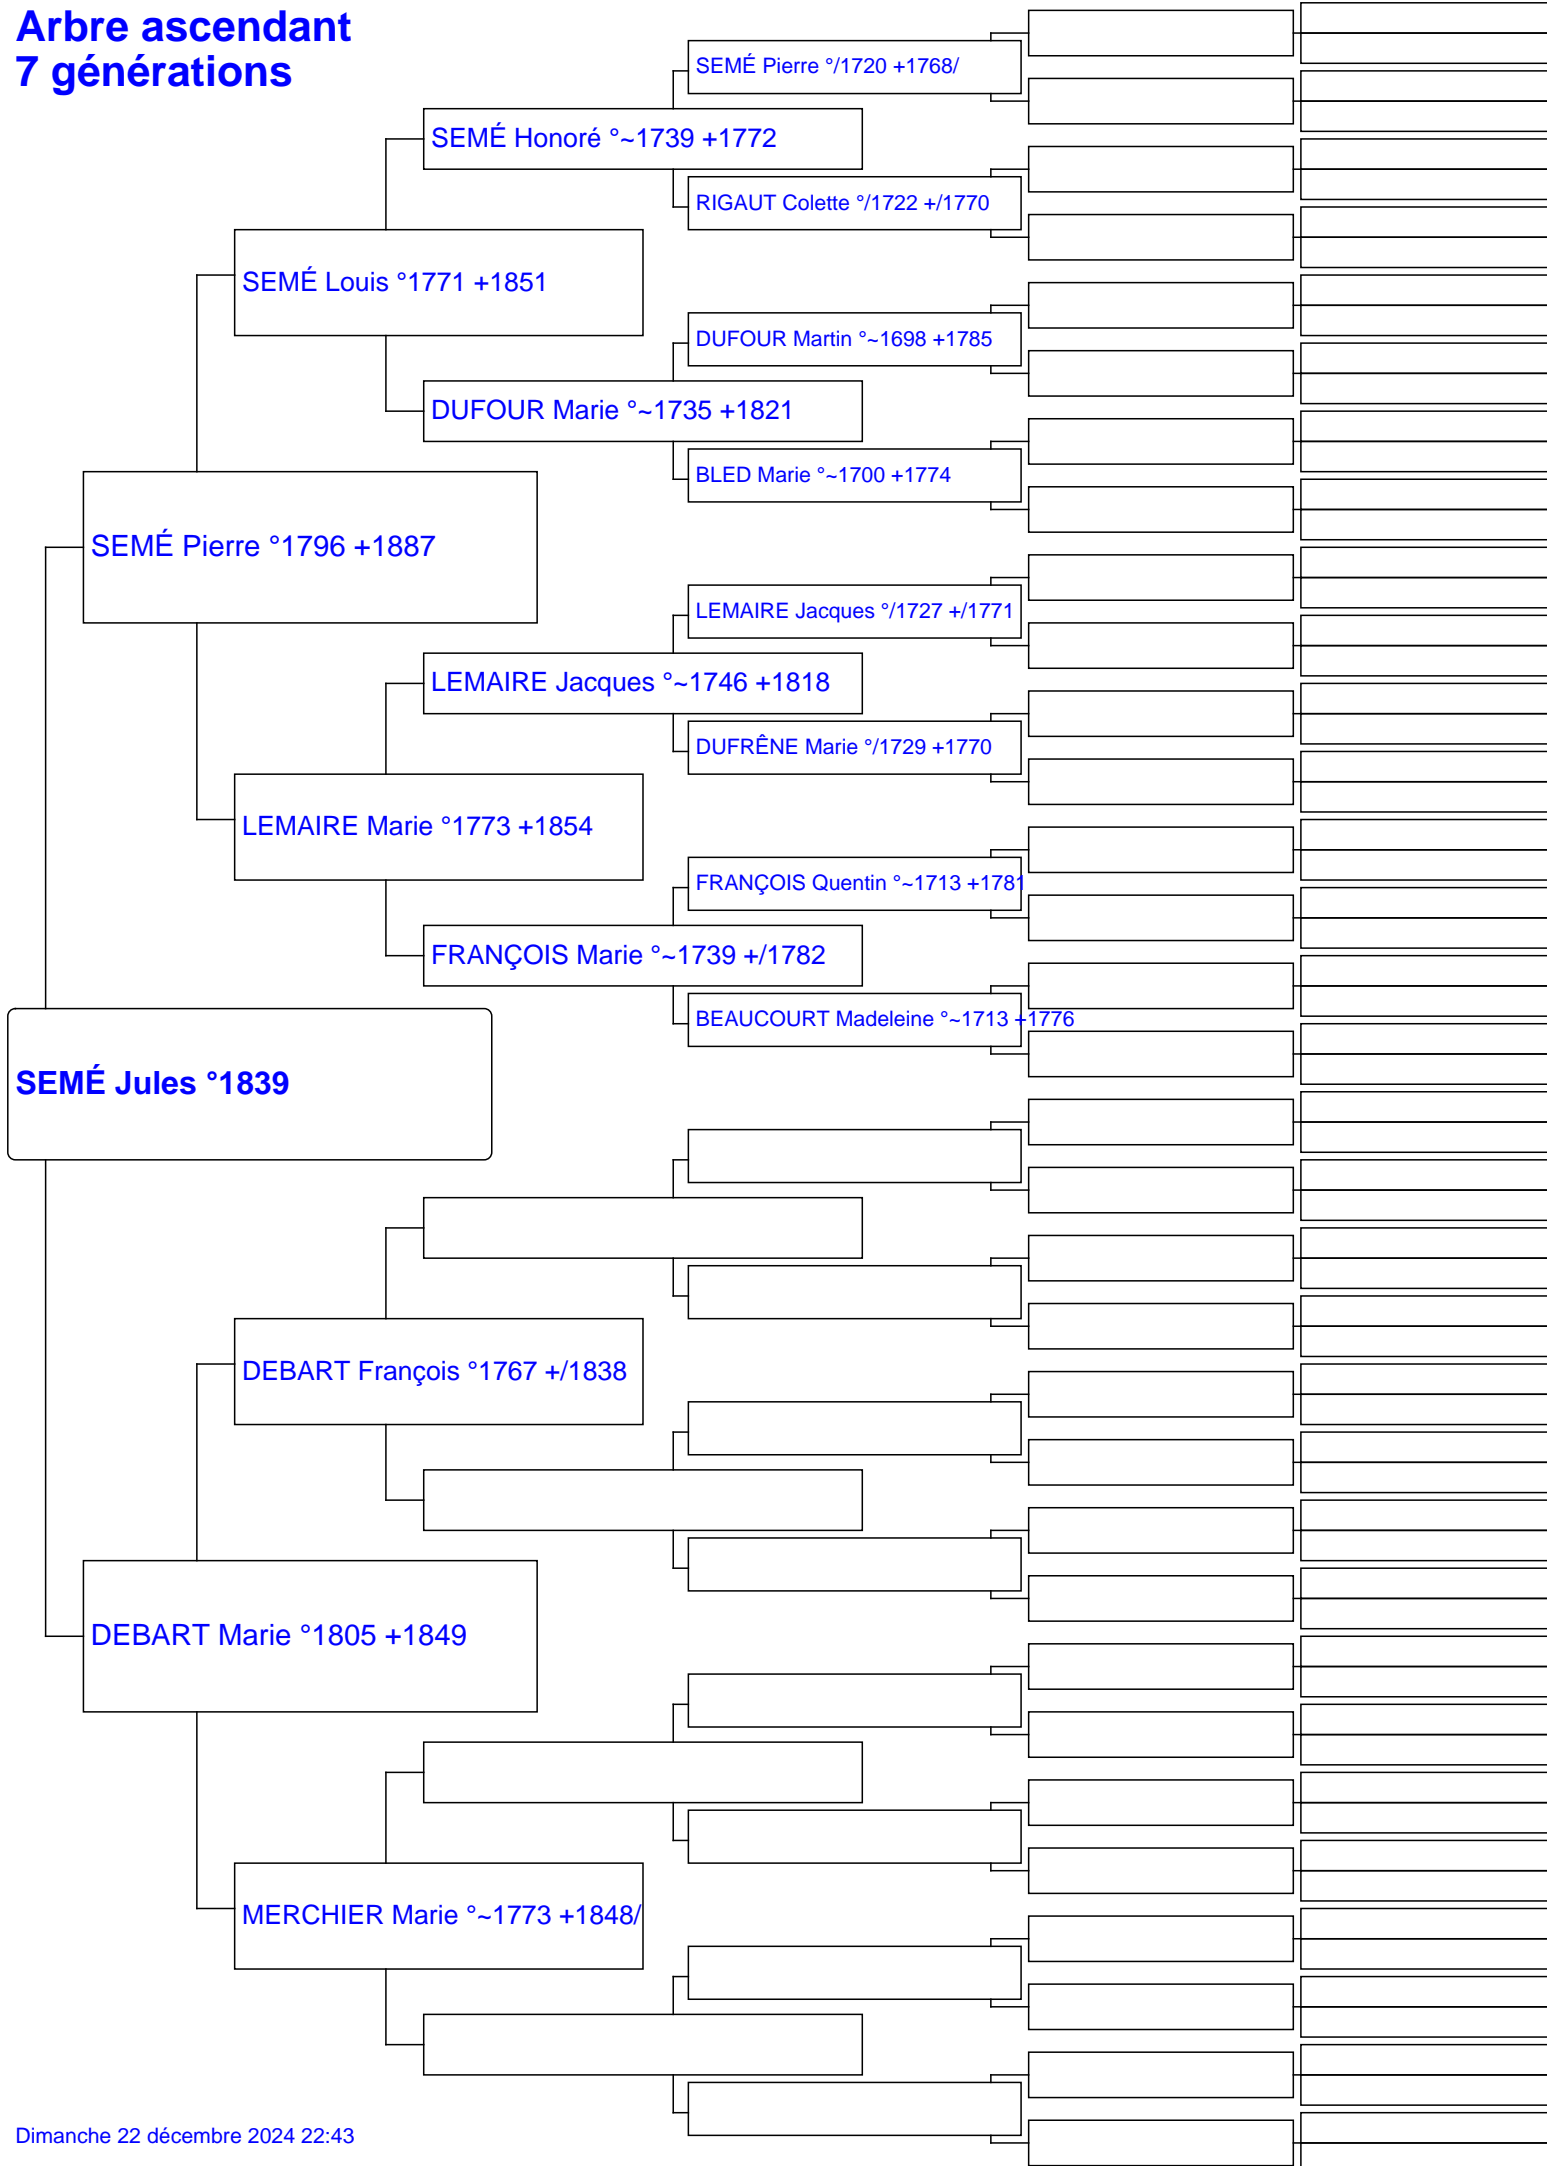 Arbre ascendant
7 générations
SEMÉ Pierre °/1720 +1768/
SEMÉ Honoré °~1739 +1772
RIGAUT Colette °/1722 +/1770
SEMÉ Louis °1771 +1851
DUFOUR Martin °~1698 +1785
DUFOUR Marie °~1735 +1821
BLED Marie °~1700 +1774
SEMÉ Pierre °1796 +1887
LEMAIRE Jacques °/1727 +/1771
LEMAIRE Jacques °~1746 +1818
DUFRÊNE Marie °/1729 +1770
LEMAIRE Marie °1773 +1854
FRANÇOIS Quentin °~1713 +1781
FRANÇOIS Marie °~1739 +/1782
BEAUCOURT Madeleine °~1713 +1776
SEMÉ Jules °1839
DEBART François °1767 +/1838
DEBART Marie °1805 +1849
MERCHIER Marie °~1773 +1848/
Dimanche 22 décembre 2024 22:43